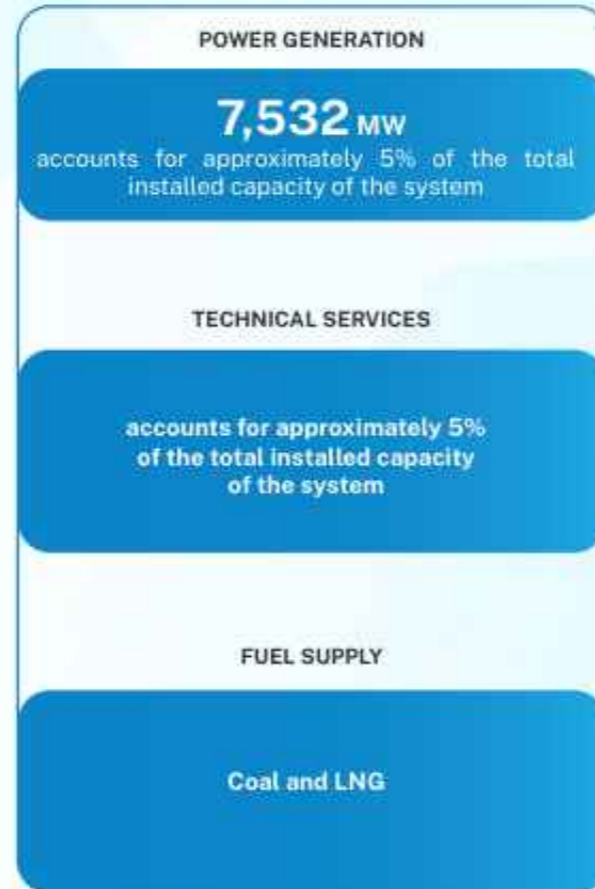 POWER GENERATION
7,532 MW
accounts for approximately 5% of the total
installed capacity of the system
TECHNICAL SERVICES
accounts for approximately 5%
of the total installed capacity
of the system
FUEL SUPPLY
Coal and LNG